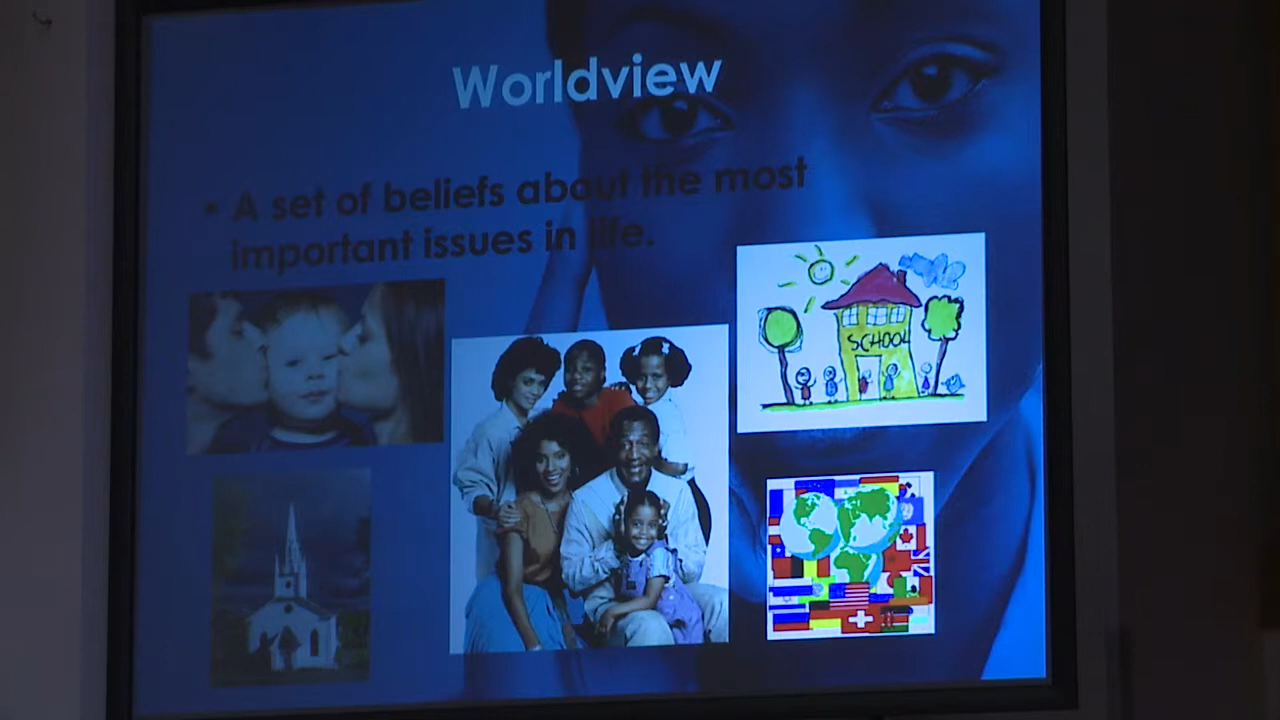 Worldview
• A set of beliefs about the most
important issues in life.
SCHOOL